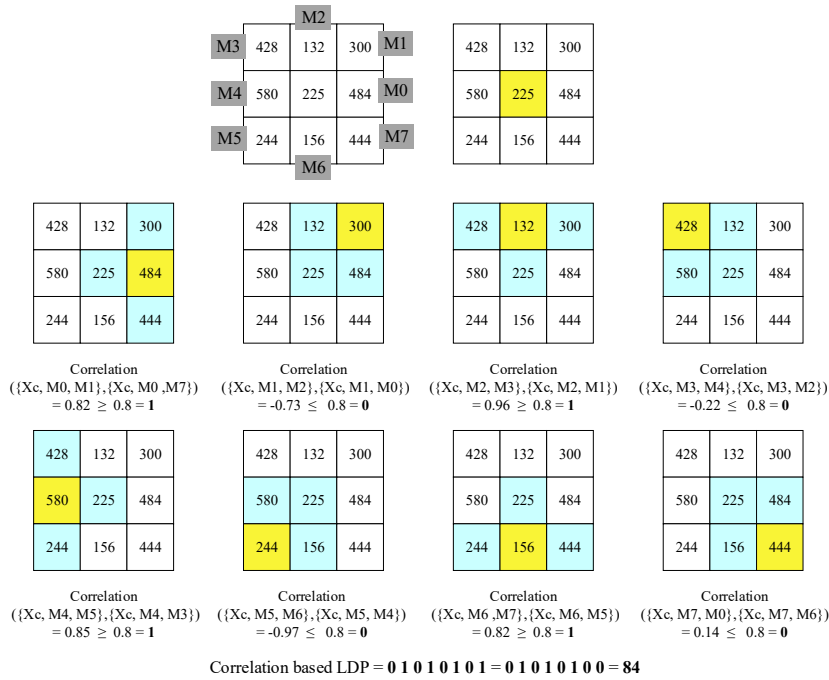 M2
M3 428 132 300 M1 428 132 300
M4 580 225 484 M0 580 225 484
M5 244 156 444 M7 244 156 444
M6
428 132 300 428 132 300 428 132 300 428 132 300
580 225 484 580 225 484 580 225 484 580 225 484
244 156 444 244 156 444 244 156 444 244 156 444
Correlation Correlation Correlation Correlation
({Xc, M0, M1},{Xc, M0 ,M7}) ({Xc, M1, M2},{Xc, M1, M0}) ({Xc, M2, M3},{Xc, M2, M1}) ({Xc, M3, M4},{Xc, M3, M2})
= 0.82 ≥ 0.8 = 1 = -0.73 ≤ 0.8 = 0 = 0.96 ≥ 0.8 = 1 = -0.22 ≤ 0.8 = 0
428 132 300 428 132 300 428 132 300 428 132 300
580 225 484 580 225 484 580 225 484 580 225 484
244 156 444 244 156 444 244 156 444 244 156 444
Correlation Correlation Correlation Correlation
({Xc, M4, M5},{Xc, M4, M3}) ({Xc, M5, M6},{Xc, M5, M4}) ({Xc, M6 ,M7},{Xc, M6, M5}) ({Xc, M7, M0},{Xc, M7, M6})
= 0.85 ≥ 0.8 = 1 = -0.97 ≤ 0.8 = 0 = 0.82 ≥ 0.8 = 1 = 0.14 ≤ 0.8 = 0
Correlation based LDP = 0 1 0 1 0 1 0 1 = 0 1 0 1 0 1 0 0 = 84